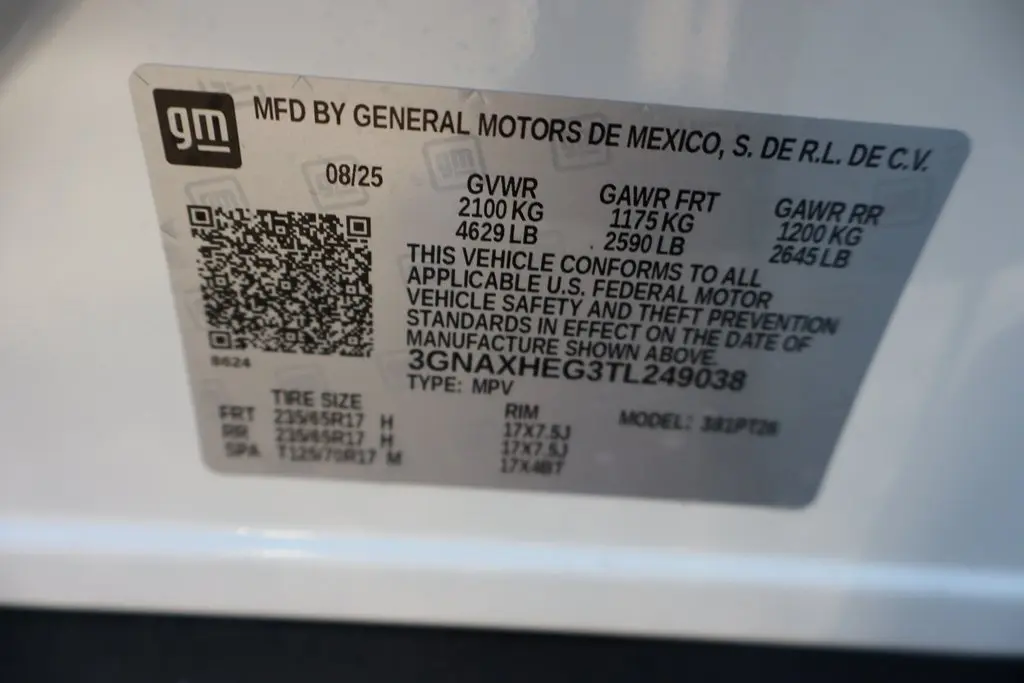 gm
MFD BY GENERAL MOTORS DE MEXICO, S. DE R.L. DE C.V.
08/25
GVWR
2100 KG
4629 LB
GAWR FRT
1175 KG
2590 LB
GAWR RR
1200 KG
2645 LB
THIS VEHICLE CONFORMS TO ALL
APPLICABLE U.S. FEDERAL MOTOR
VEHICLE SAFETY AND THEFT PREVENTION
STANDARDS IN EFFECT ON THE DATE OF
MANUFACTURE SHOWN ABOVE.
3GNAXHEG3TL249038
TYPE: MPV
8624
TIRE SIZE
FRT 235/65R17 H
RR 235/65R17 H
SPA T125/70R17 M
RIM
17X7.5J
17X7.5J
17X4BT
MODEL: